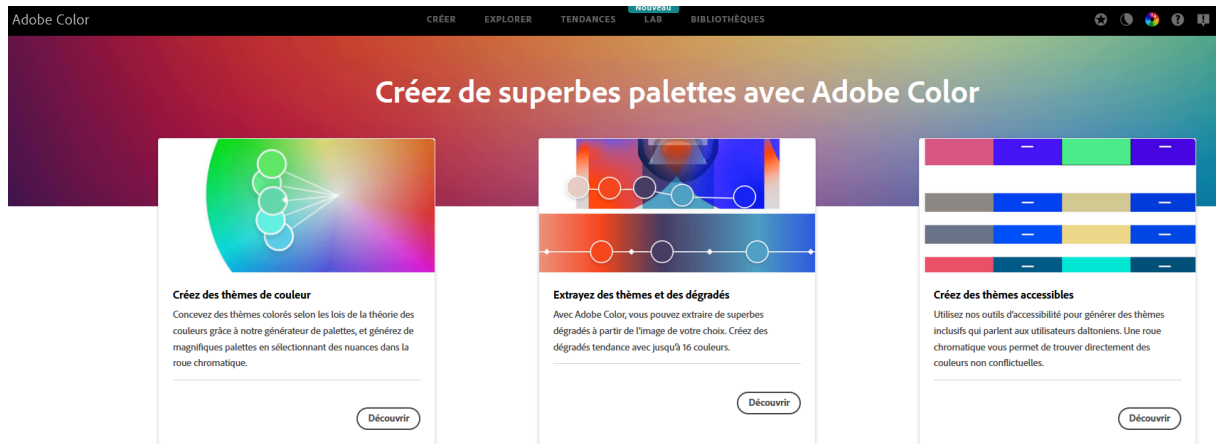 Adobe Color
CRÉER
EXPLORER
TENDANCES
Nouveau
LAB
BIBLIOTHÈQUES
Créez de superbes palettes avec Adobe Color
Créez des thèmes de couleur
Concevez des thèmes colorés selon les lois de la théorie des
couleurs grâce à notre générateur de palettes, et générez de
magnifiques palettes en sélectionnant des nuances dans la
roue chromatique.
Découvrir
Extrayez des thèmes et des dégradés
Avec Adobe Color, vous pouvez extraire de superbes
dégradés à partir de l'image de votre choix. Créez des
dégradés tendance avec jusqu'à 16 couleurs.
Découvrir
Créez des thèmes accessibles
Utilisez nos outils d'accessibilité pour générer des thèmes
inclusifs qui parlent aux utilisateurs daltoniens. Une roue
chromatique vous permet de trouver directement des
couleurs non conflictuelles.
Découvrir